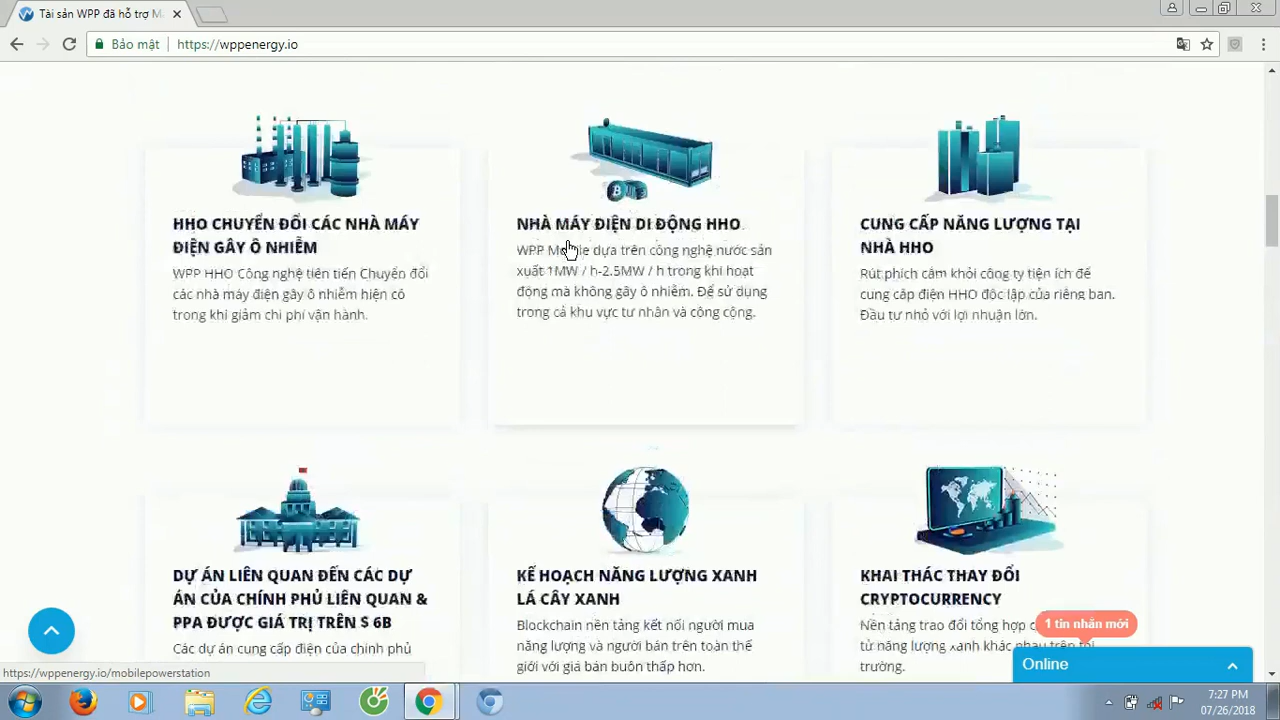 Tài sản WPP đã hỗ trợ M
Bảo mật
https://wppenergy.io
HHO CHUYỂN ĐỔI CÁC NHÀ MÁY
ĐIỆN GÂY Ô NHIỄM
WPP HHO Công nghệ tiên tiến Chuyển đổi
các nhà máy điện gây ô nhiễm hiện có
trong khi giảm chi phí vận hành.
NHÀ MÁY ĐIỆN DI ĐỘNG HHO
WPP Mobile dựa trên công nghệ nước sản
xuất 1MW / h-2.5MW / h trong khi hoạt
động mà không gây ô nhiễm. Để sử dụng
trong cả khu vực tư nhân và công cộng.
CUNG CẤP NĂNG LƯỢNG TẠI
NHÀ HHO
Rút phích cắm khỏi công ty tiện ích để
cung cấp điện HHO độc lập của riêng bạn.
Đầu tư nhỏ với lợi nhuận lớn.
DỰ ÁN LIÊN QUAN ĐẾN CÁC DỰ
ÁN CỦA CHÍNH PHỦ LIÊN QUAN &
PPA ĐƯỢC GIÁ TRỊ TRÊN $ 6B
Các dự án cung cấp điện của chính phủ
KẾ HOẠCH NĂNG LƯỢNG XANH
LÁ CÂY XANH
Blockchain nền tảng kết nối người mua
năng lượng và người bán trên toàn thế
giới với giá bán buôn thấp hơn.
KHAI THÁC THAY ĐỔI
CRYPTOCURRENCY
Nền tảng trao đổi tổng hợp
từ năng lượng xanh khác nhau trên thị
trường.
1 tin nhắn mới
Online
https://wppenergy.io/mobilepowerstation
7:27 PM
07/26/2018